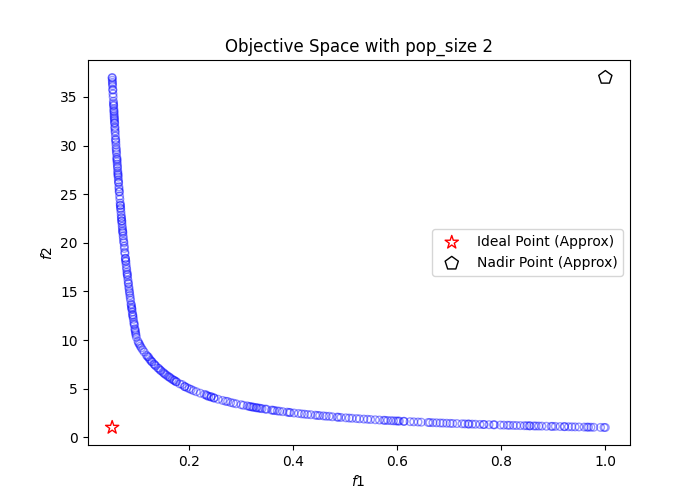 Objective Space with pop_size 2
f2
35
30
25
20
15
10
5
0
Ideal Point (Approx)
Nadir Point (Approx)
0.2 0.4 0.6 0.8 1.0
f1